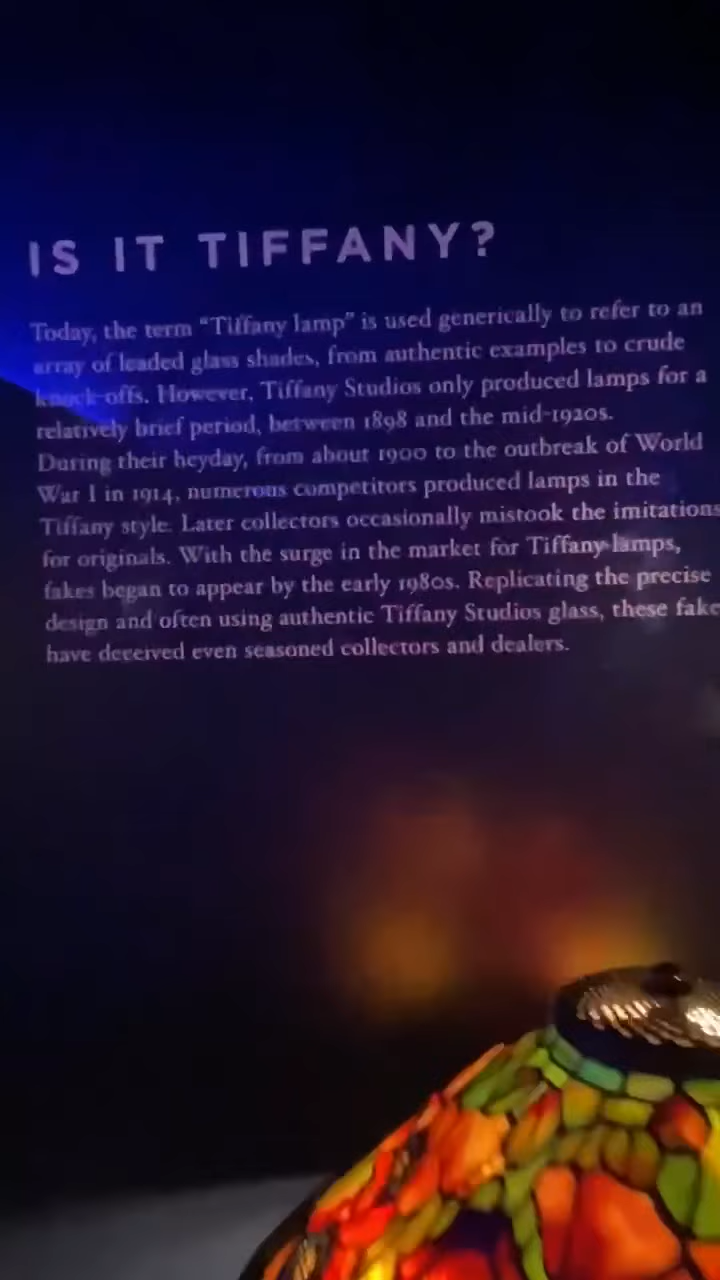 IS IT TIFFANY?
Today, the term “Tiffany lamp” is used generically to refer to an
array of leaded glass shades, from authentic examples to crude
knock-offs. However, Tiffany Studios only produced lamps for a
relatively brief period, between 1898 and the mid-1920s.
During their heyday, from about 1900 to the outbreak of World
War I in 1914, numerous competitors produced lamps in the
Tiffany style. Later collectors occasionally mistook the imitations
for originals. With the surge in the market for Tiffany lamps,
fakes began to appear by the early 1980s. Replicating the precise
design and often using authentic Tiffany Studios glass, these fake
have deceived even seasoned collectors and dealers.